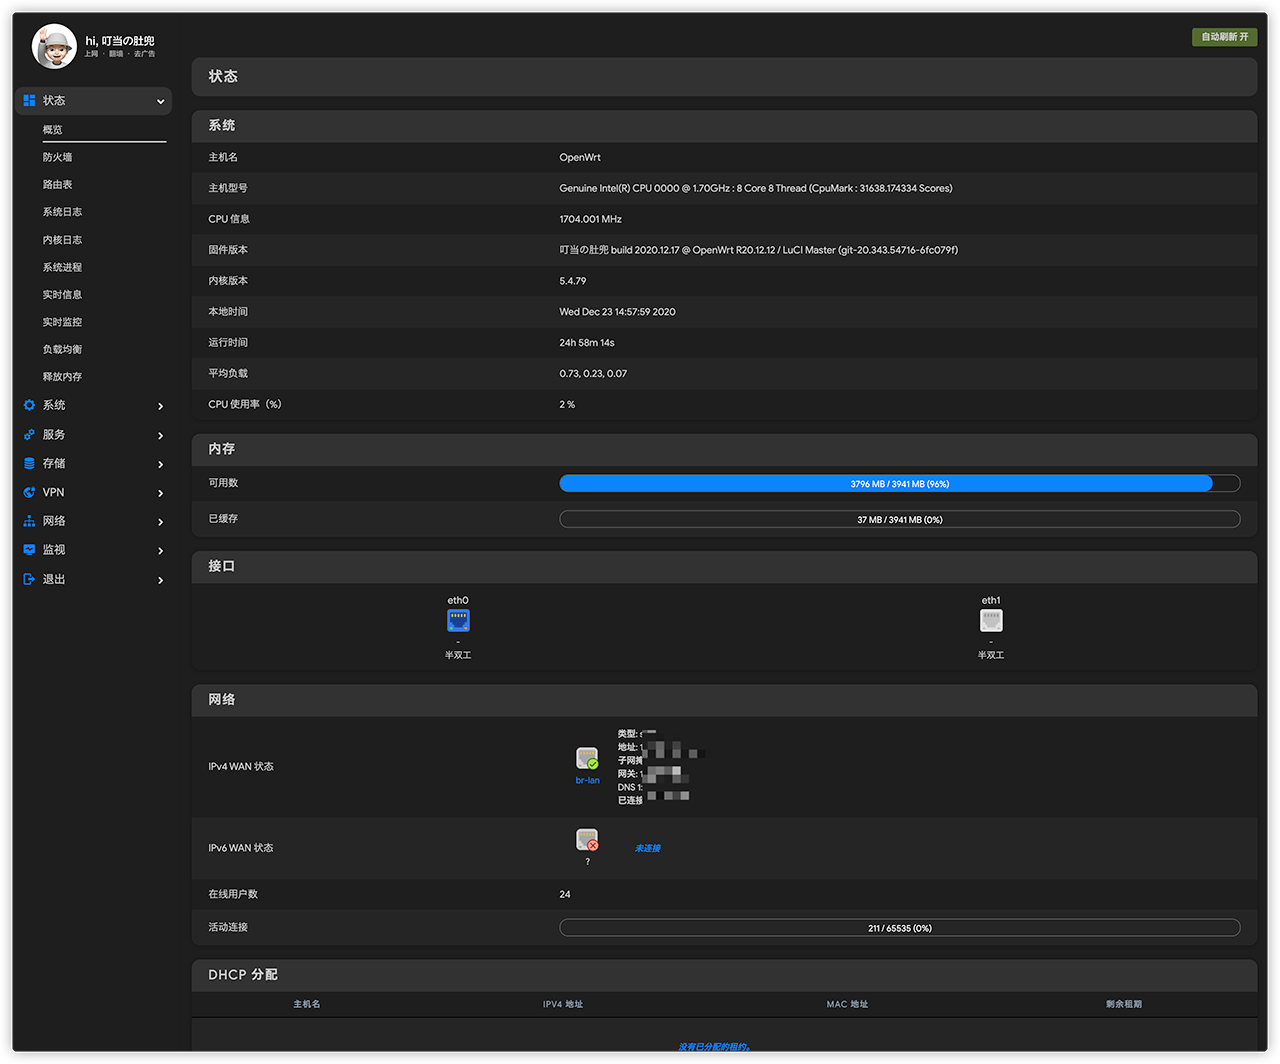 hi, 叮当の肚兜
上网 · 翻墙 · 去广告
自动刷新 开
状态
概览
防火墙
路由表
系统日志
内核日志
系统进程
实时信息
实时监控
负载均衡
释放内存
系统
服务
存储
VPN
网络
监视
退出
状态
系统
主机名 OpenWrt
主机型号 Genuine Intel(R) CPU 0000 @ 1.70GHz : 8 Core 8 Thread (CpuMark : 31638.174334 Scores)
CPU 信息 1704.001 MHz
固件版本 叮当の肚兜 build 2020.12.17 @ OpenWrt R20.12.12 / LuCI Master (git-20.343.54716-6fc079f)
内核版本 5.4.79
本地时间 Wed Dec 23 14:57:59 2020
运行时间 24h 58m 14s
平均负载 0.73, 0.23, 0.07
CPU 使用率（%） 2 %
内存
可用数 3796 MB / 3941 MB (96%)
已缓存 37 MB / 3941 MB (0%)
接口
eth0 eth1
- -
半双工 半双工
网络
IPv4 WAN 状态
br-lan
类型:
地址: 1
子网
网关: 1
DNS 1:
已连接
IPv6 WAN 状态
?
未连接
在线用户数 24
活动连接 211 / 65535 (0%)
DHCP 分配
主机名 IPV4 地址 MAC 地址 剩余租期
没有已分配的租约。